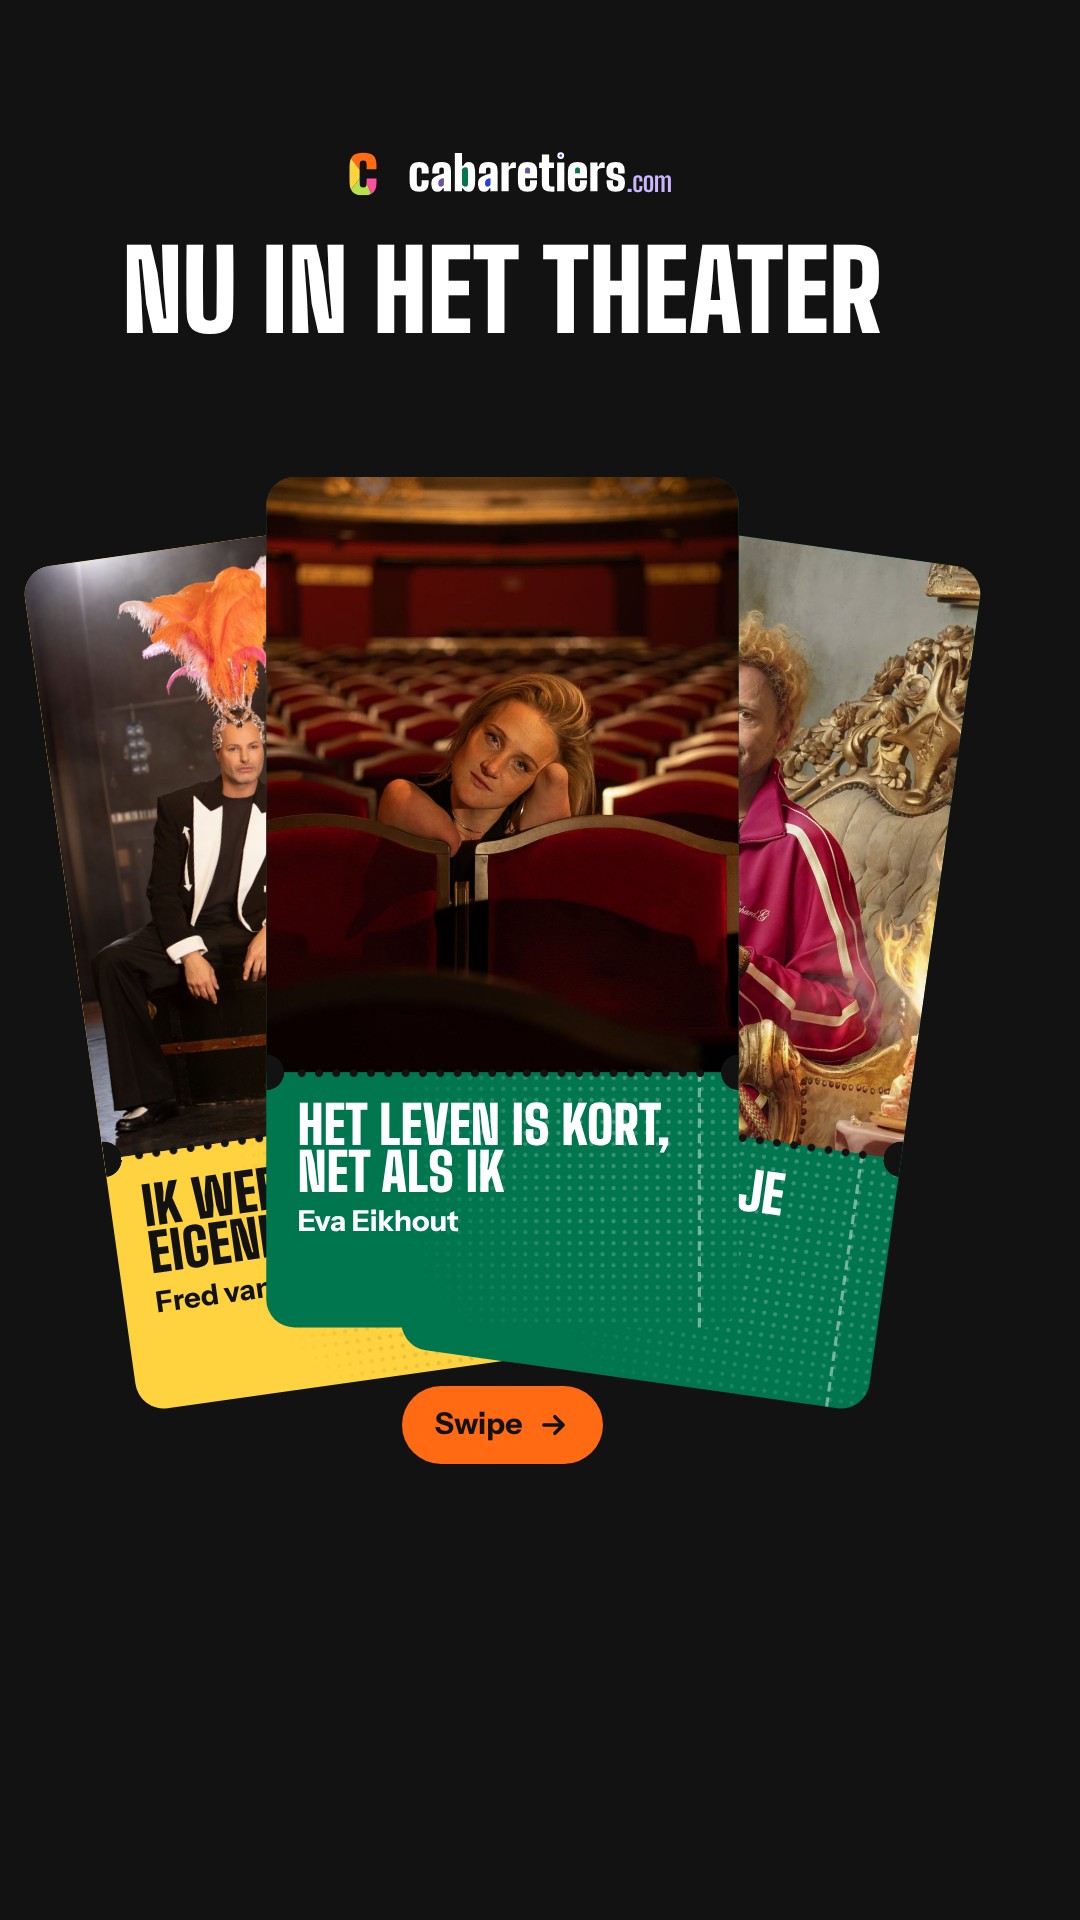 cabaretiers.com
NU IN HET THEATER
HET LEVEN IS KORT,
NET ALS IK
Eva Eikhout
IK WE
EIGEN
Fred van
JE
Swipe